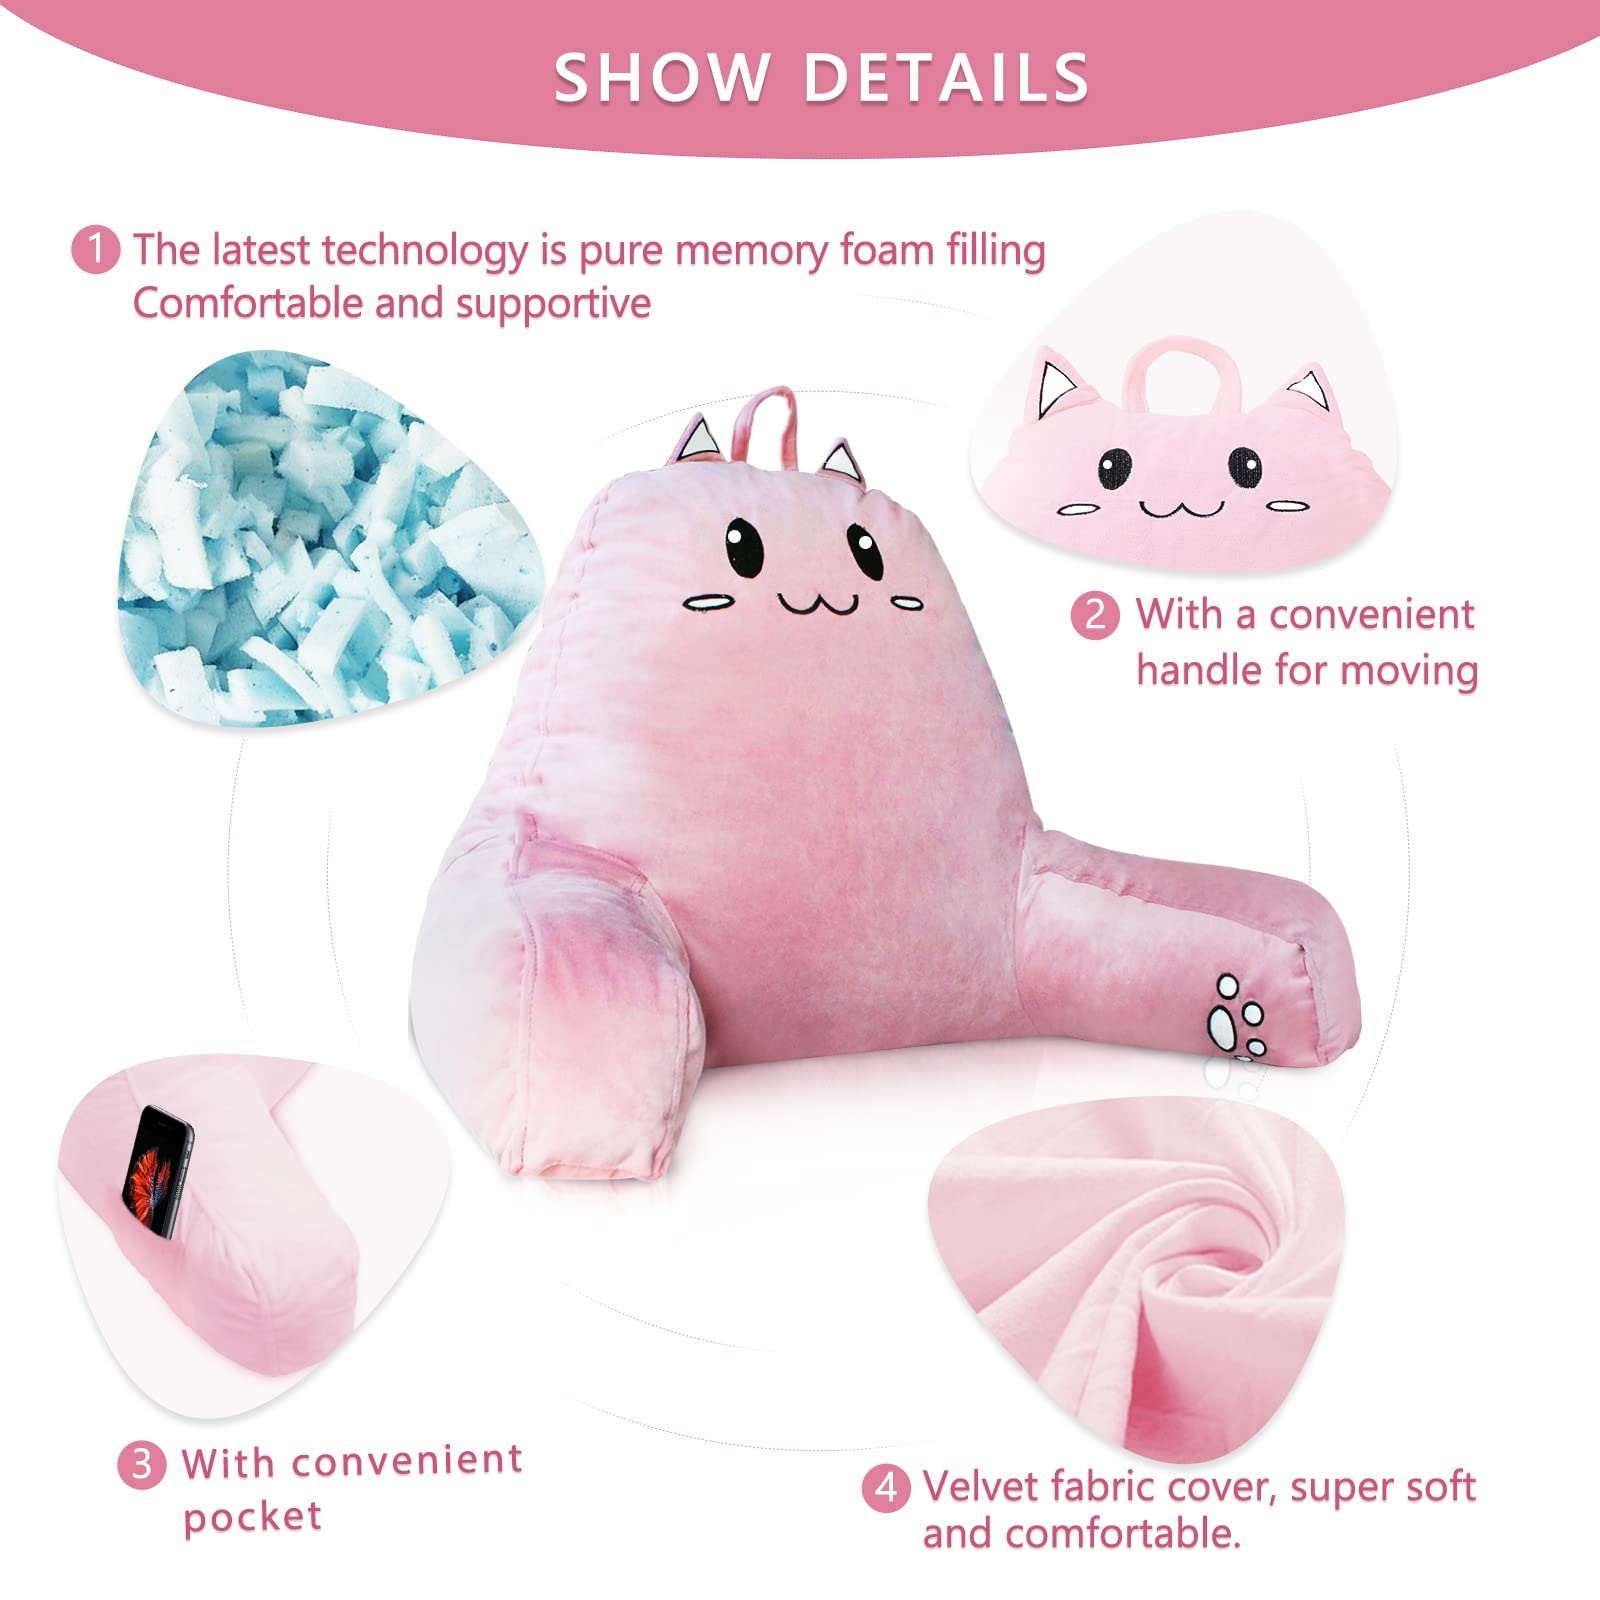 SHOW DETAILS
1 The latest technology is pure memory foam filling
Comfortable and supportive
2 With a convenient
handle for moving
3 With convenient
pocket
4 Velvet fabric cover, super soft
and comfortable.